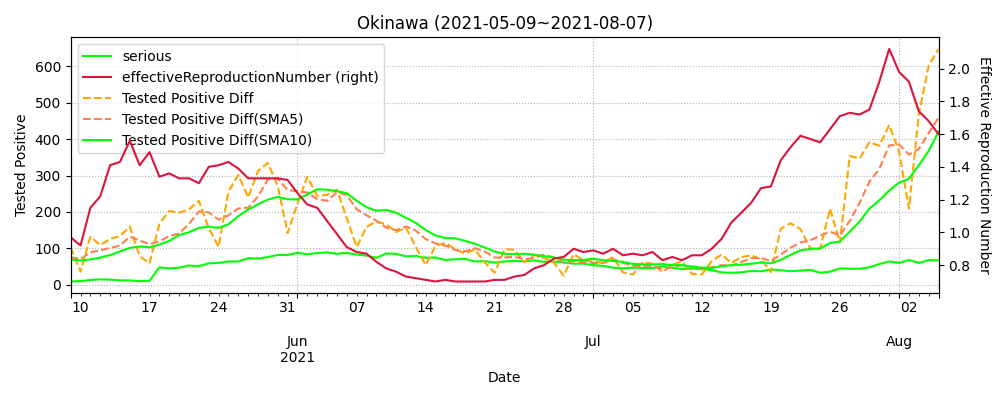 Okinawa (2021-05-09~2021-08-07)
serious
effectiveReproductionNumber (right)
Tested Positive Diff
Tested Positive Diff(SMA5)
Tested Positive Diff(SMA10)
Tested Positive
600
500
400
300
200
100
0
2.0
1.8
1.6
1.4
1.2
1.0
0.8
Effective Reproduction Number
10 17 24 31 07 14 21 28 05 12 19 26 02
Jun Jul Aug
2021
Date